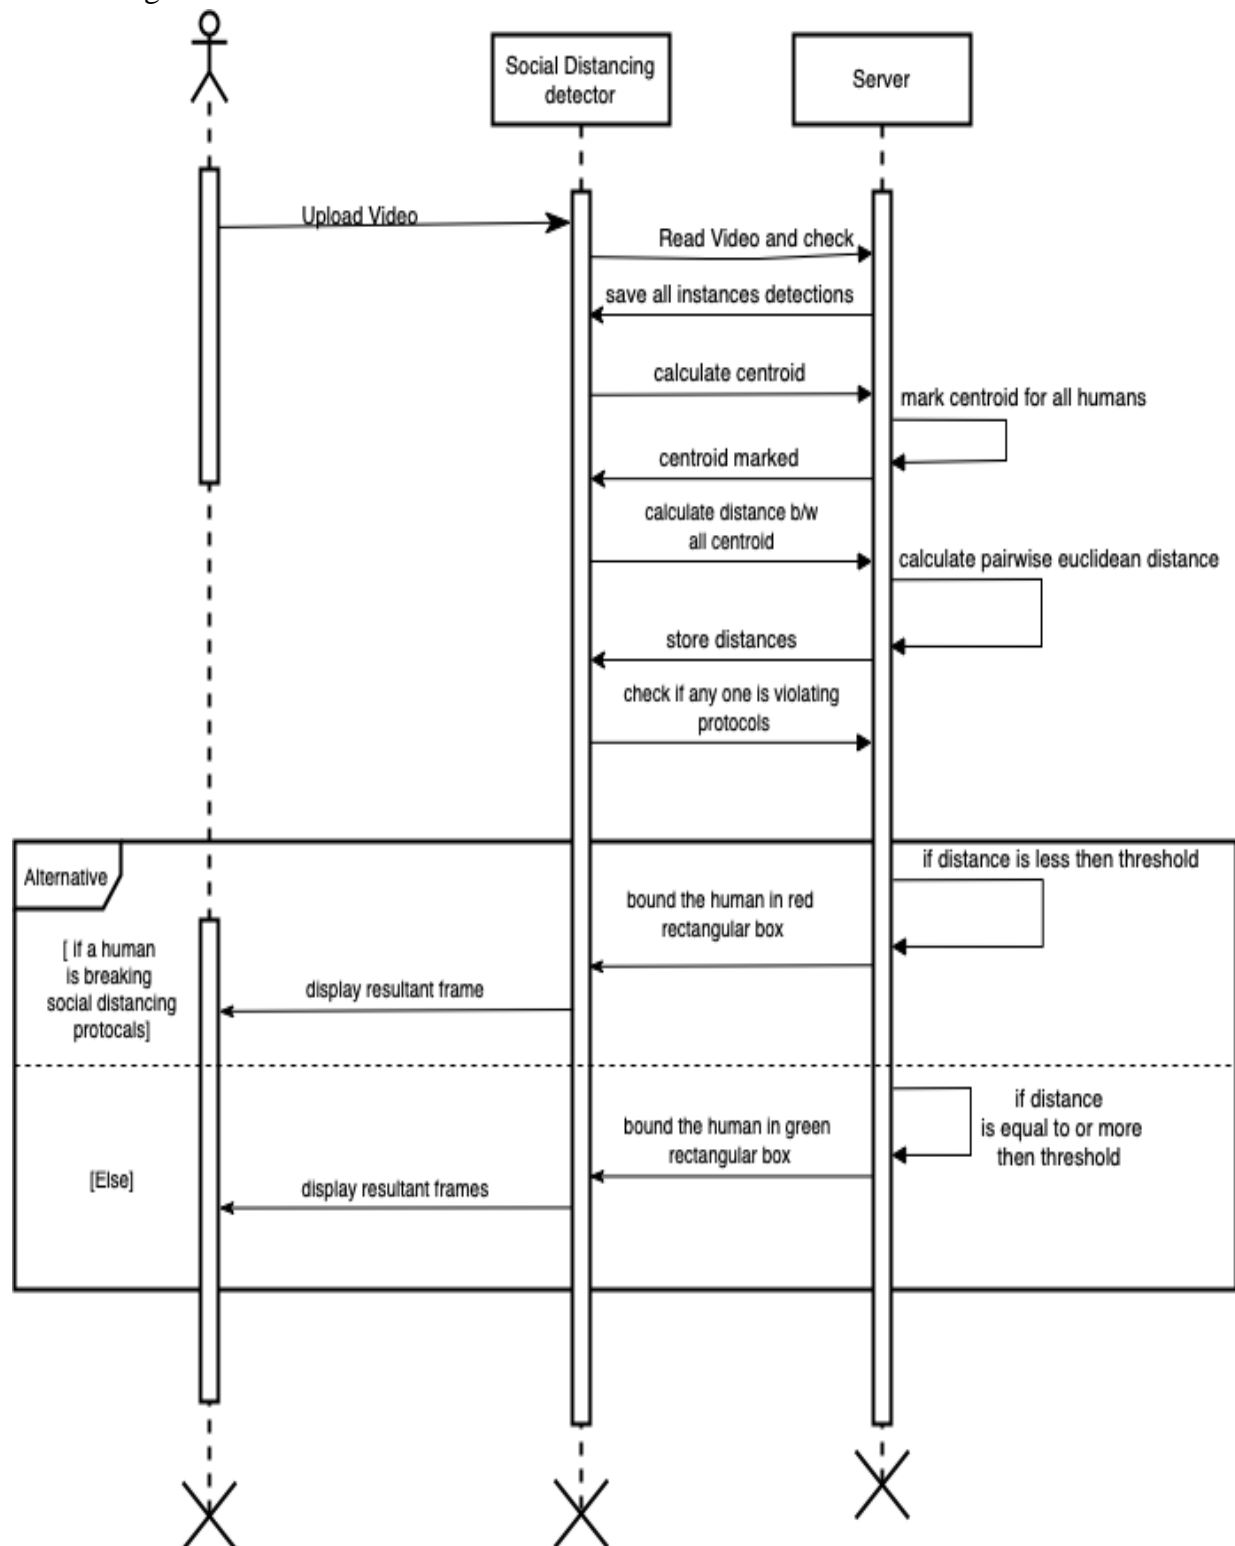 Social Distancing
detector
Server
Upload Video
Read Video and check
save all instances detections
calculate centroid
mark centroid for all humans
centroid marked
calculate distance b/w
all centroid
calculate pairwise euclidean distance
store distances
check if any one is violating
protocols
Alternative
if distance is less then threshold
bound the human in red
rectangular box
[ if a human
is breaking
social distancing
protocals]
display resultant frame
if distance
is equal to or more
then threshold
bound the human in green
rectangular box
[Else]
display resultant frames